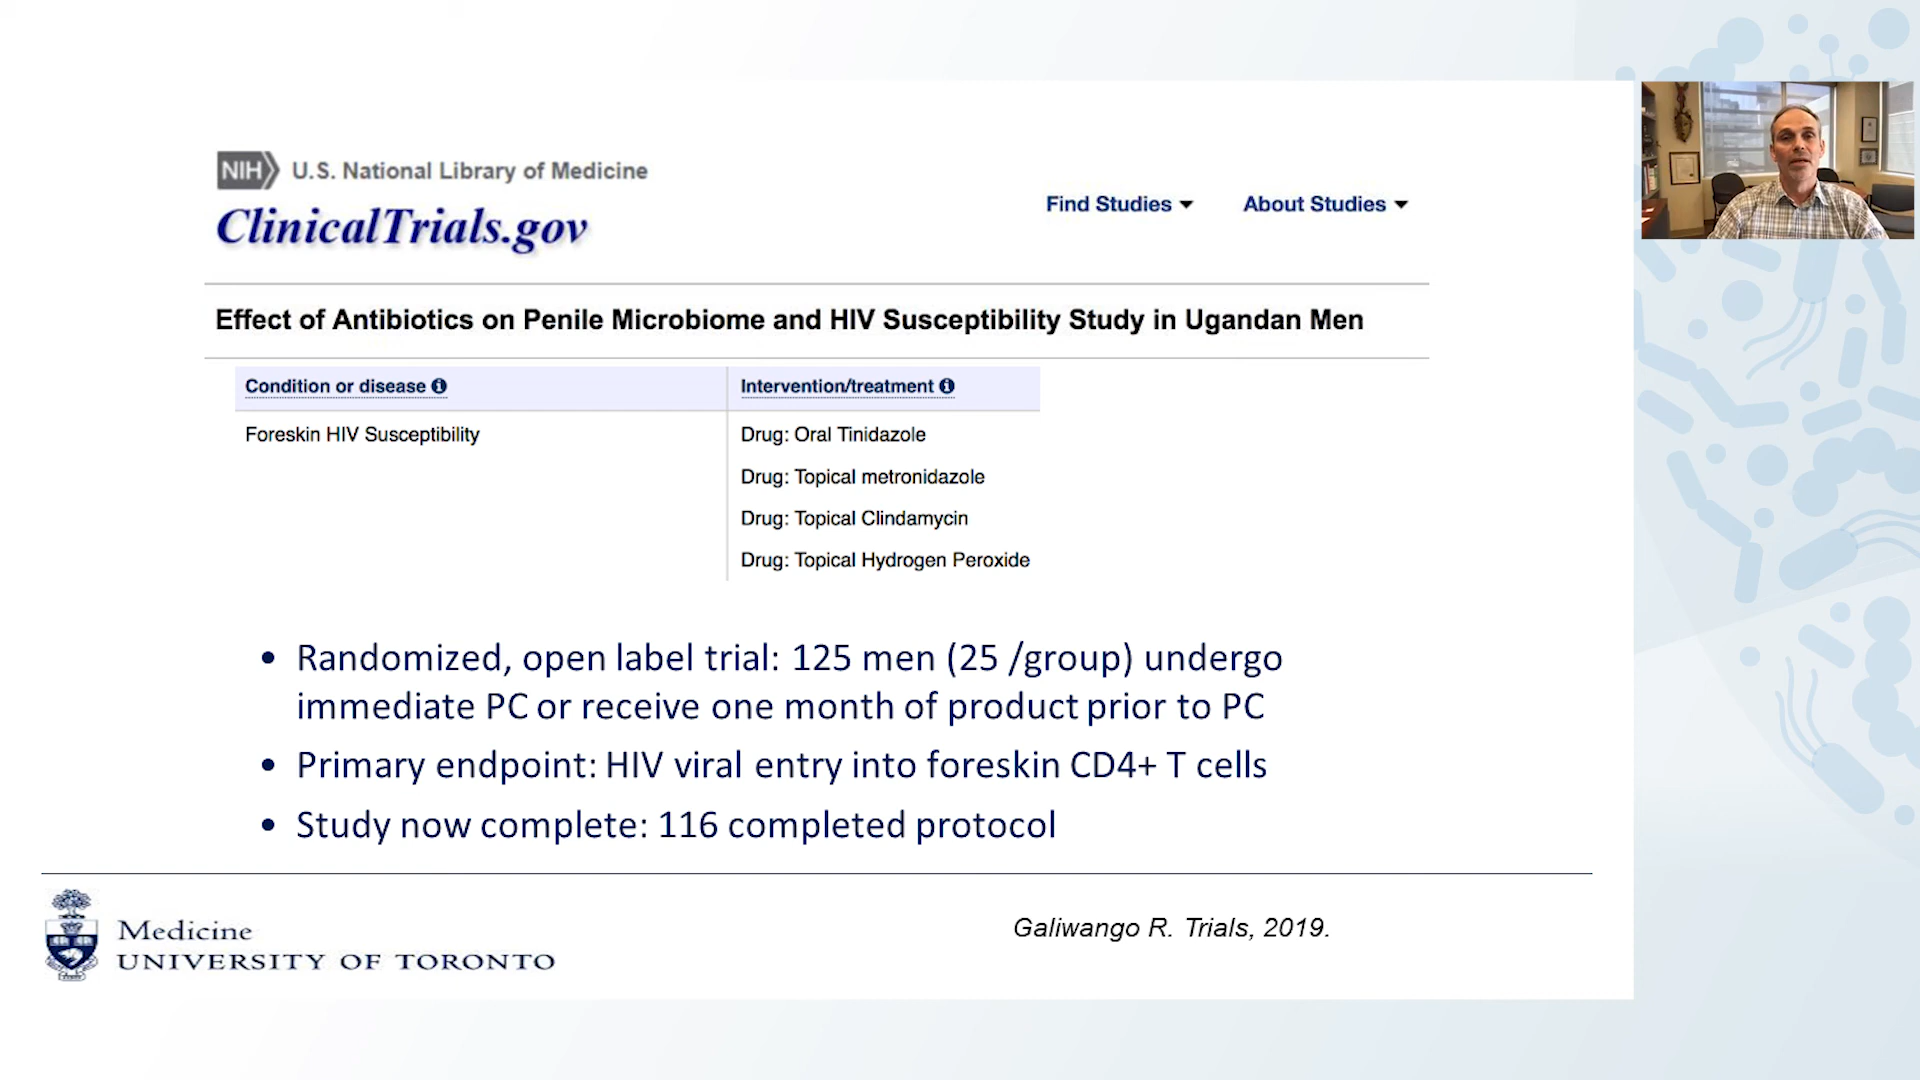 NIH U.S. National Library of Medicine
ClinicalTrials.gov
Find Studies About Studies
Effect of Antibiotics on Penile Microbiome and HIV Susceptibility Study in Ugandan Men
Condition or disease Intervention/treatment
Foreskin HIV Susceptibility Drug: Oral Tinidazole
Drug: Topical metronidazole
Drug: Topical Clindamycin
Drug: Topical Hydrogen Peroxide
• Randomized, open label trial: 125 men (25 /group) undergo
immediate PC or receive one month of product prior to PC
• Primary endpoint: HIV viral entry into foreskin CD4+ T cells
• Study now complete: 116 completed protocol
Medicine
UNIVERSITY OF TORONTO
Galiwango R. Trials, 2019.